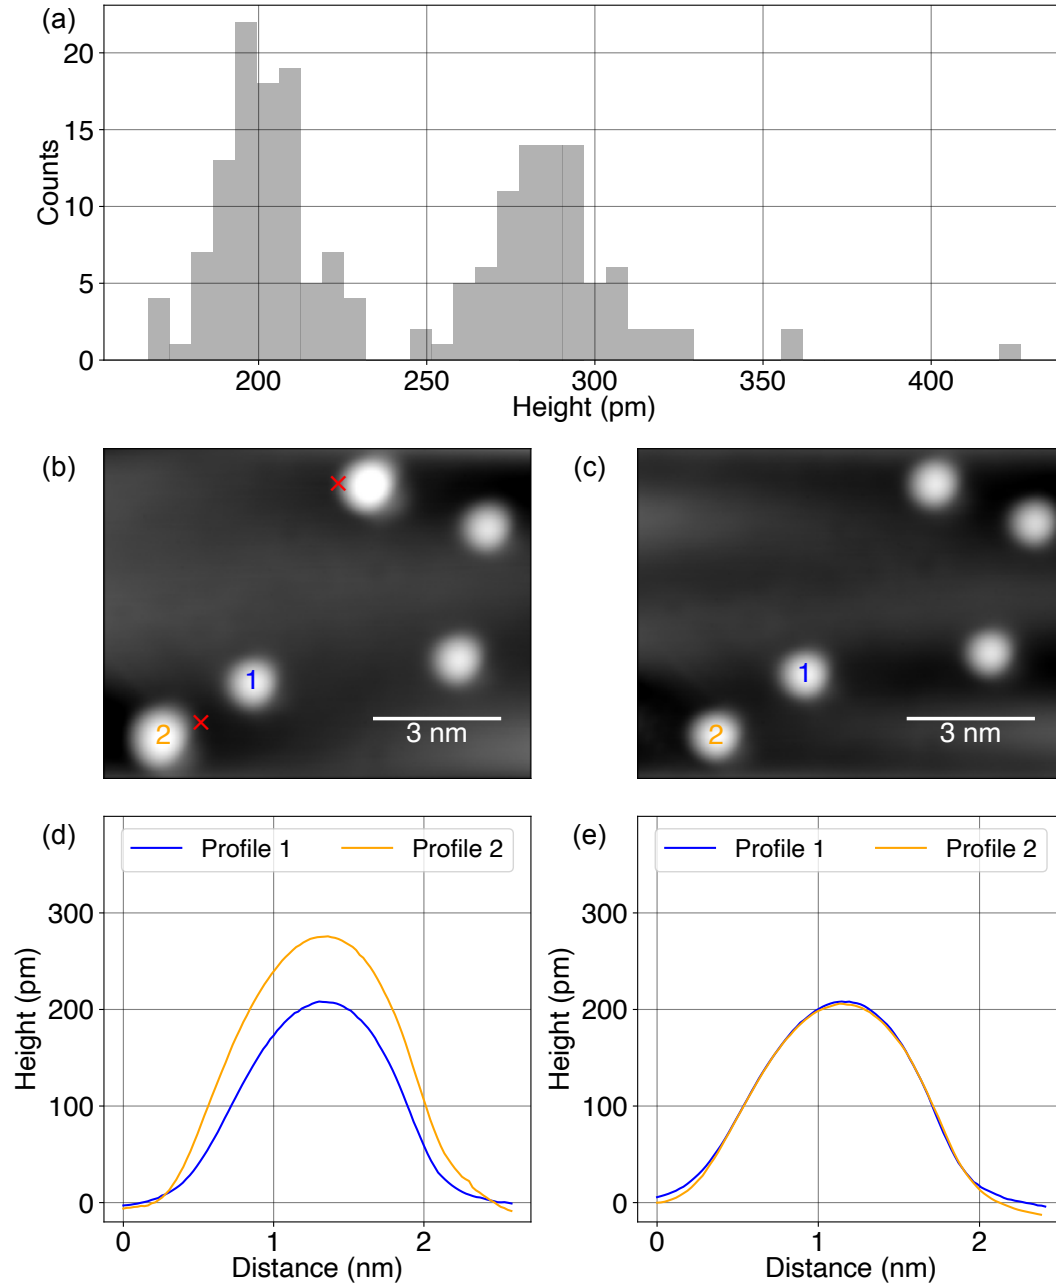 (a)
Counts
20
15
10
5
0
200 250 300 350 400
Height (pm)
(b)
1
2
3 nm
(c)
1
2
3 nm
(d)
Profile 1 Profile 2
Height (pm)
300
200
100
0
0 1 2
Distance (nm)
(e)
Profile 1 Profile 2
Height (pm)
300
200
100
0
0 1 2
Distance (nm)